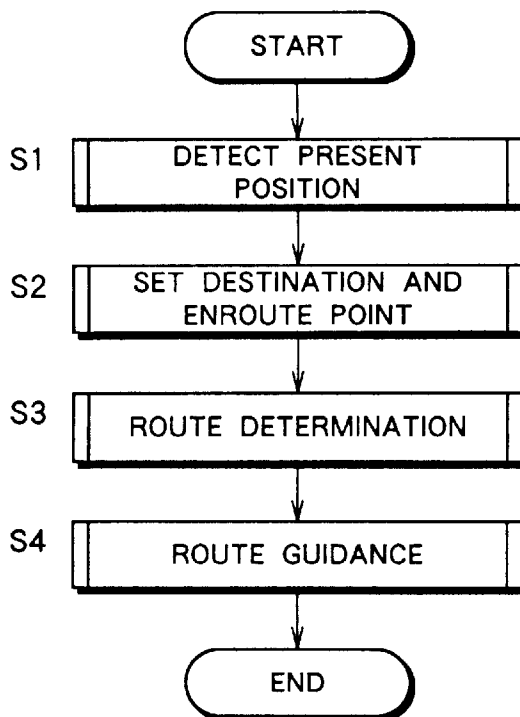 START
S1
DETECT PRESENT
POSITION
S2
SET DESTINATION AND
ENROUTE POINT
S3
ROUTE DETERMINATION
S4
ROUTE GUIDANCE
END